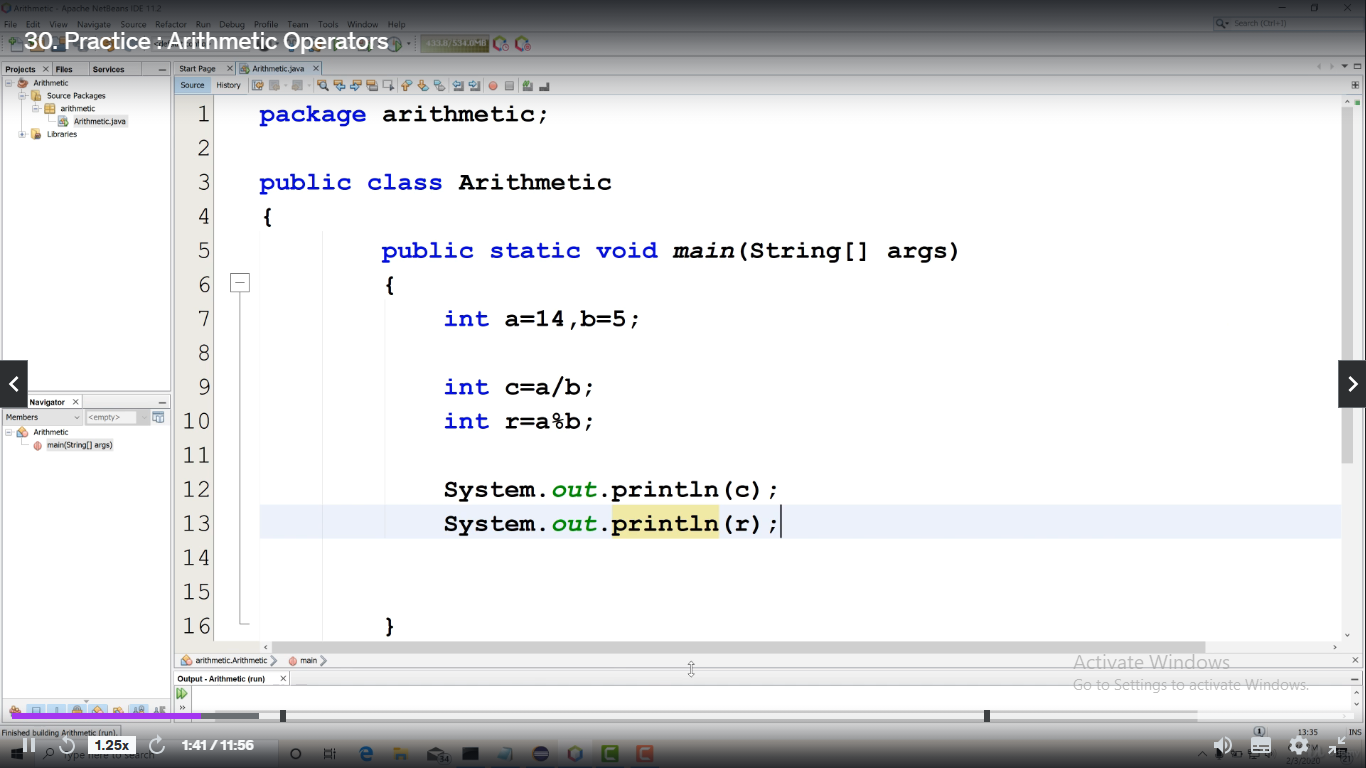 Arithmetic - Apache NetBeans IDE 11.2
File Edit View Navigate Source Refactor Run Debug Profile Team Tools Window Help
Search (Ctrl+I)
30. Practice : Arithmetic Operators
433.8/534.0MB
Projects
Files
Services
Start Page
Arithmetic.java
Arithmetic
Source Packages
arithmetic
Arithmetic.java
Libraries
Source
History
1 package arithmetic;
2
3 public class Arithmetic
4 {
5 public static void main(String[] args)
6 {
7 int a=14,b=5;
8
9 int c=a/b;
10 int r=a%b;
11
12 System.out.println(c);
13 System.out.println(r);
14
15
16 }
Navigator
Members
<empty>
Arithmetic
main(String[] args)
arithmetic.Arithmetic
main
Output - Arithmetic (run)
Activate Windows
Go to Settings to activate Windows.
Finished building Arithmetic (run).
1.25x
1:41 / 11:56
Type here to search
13:35
INS
2/3/2020